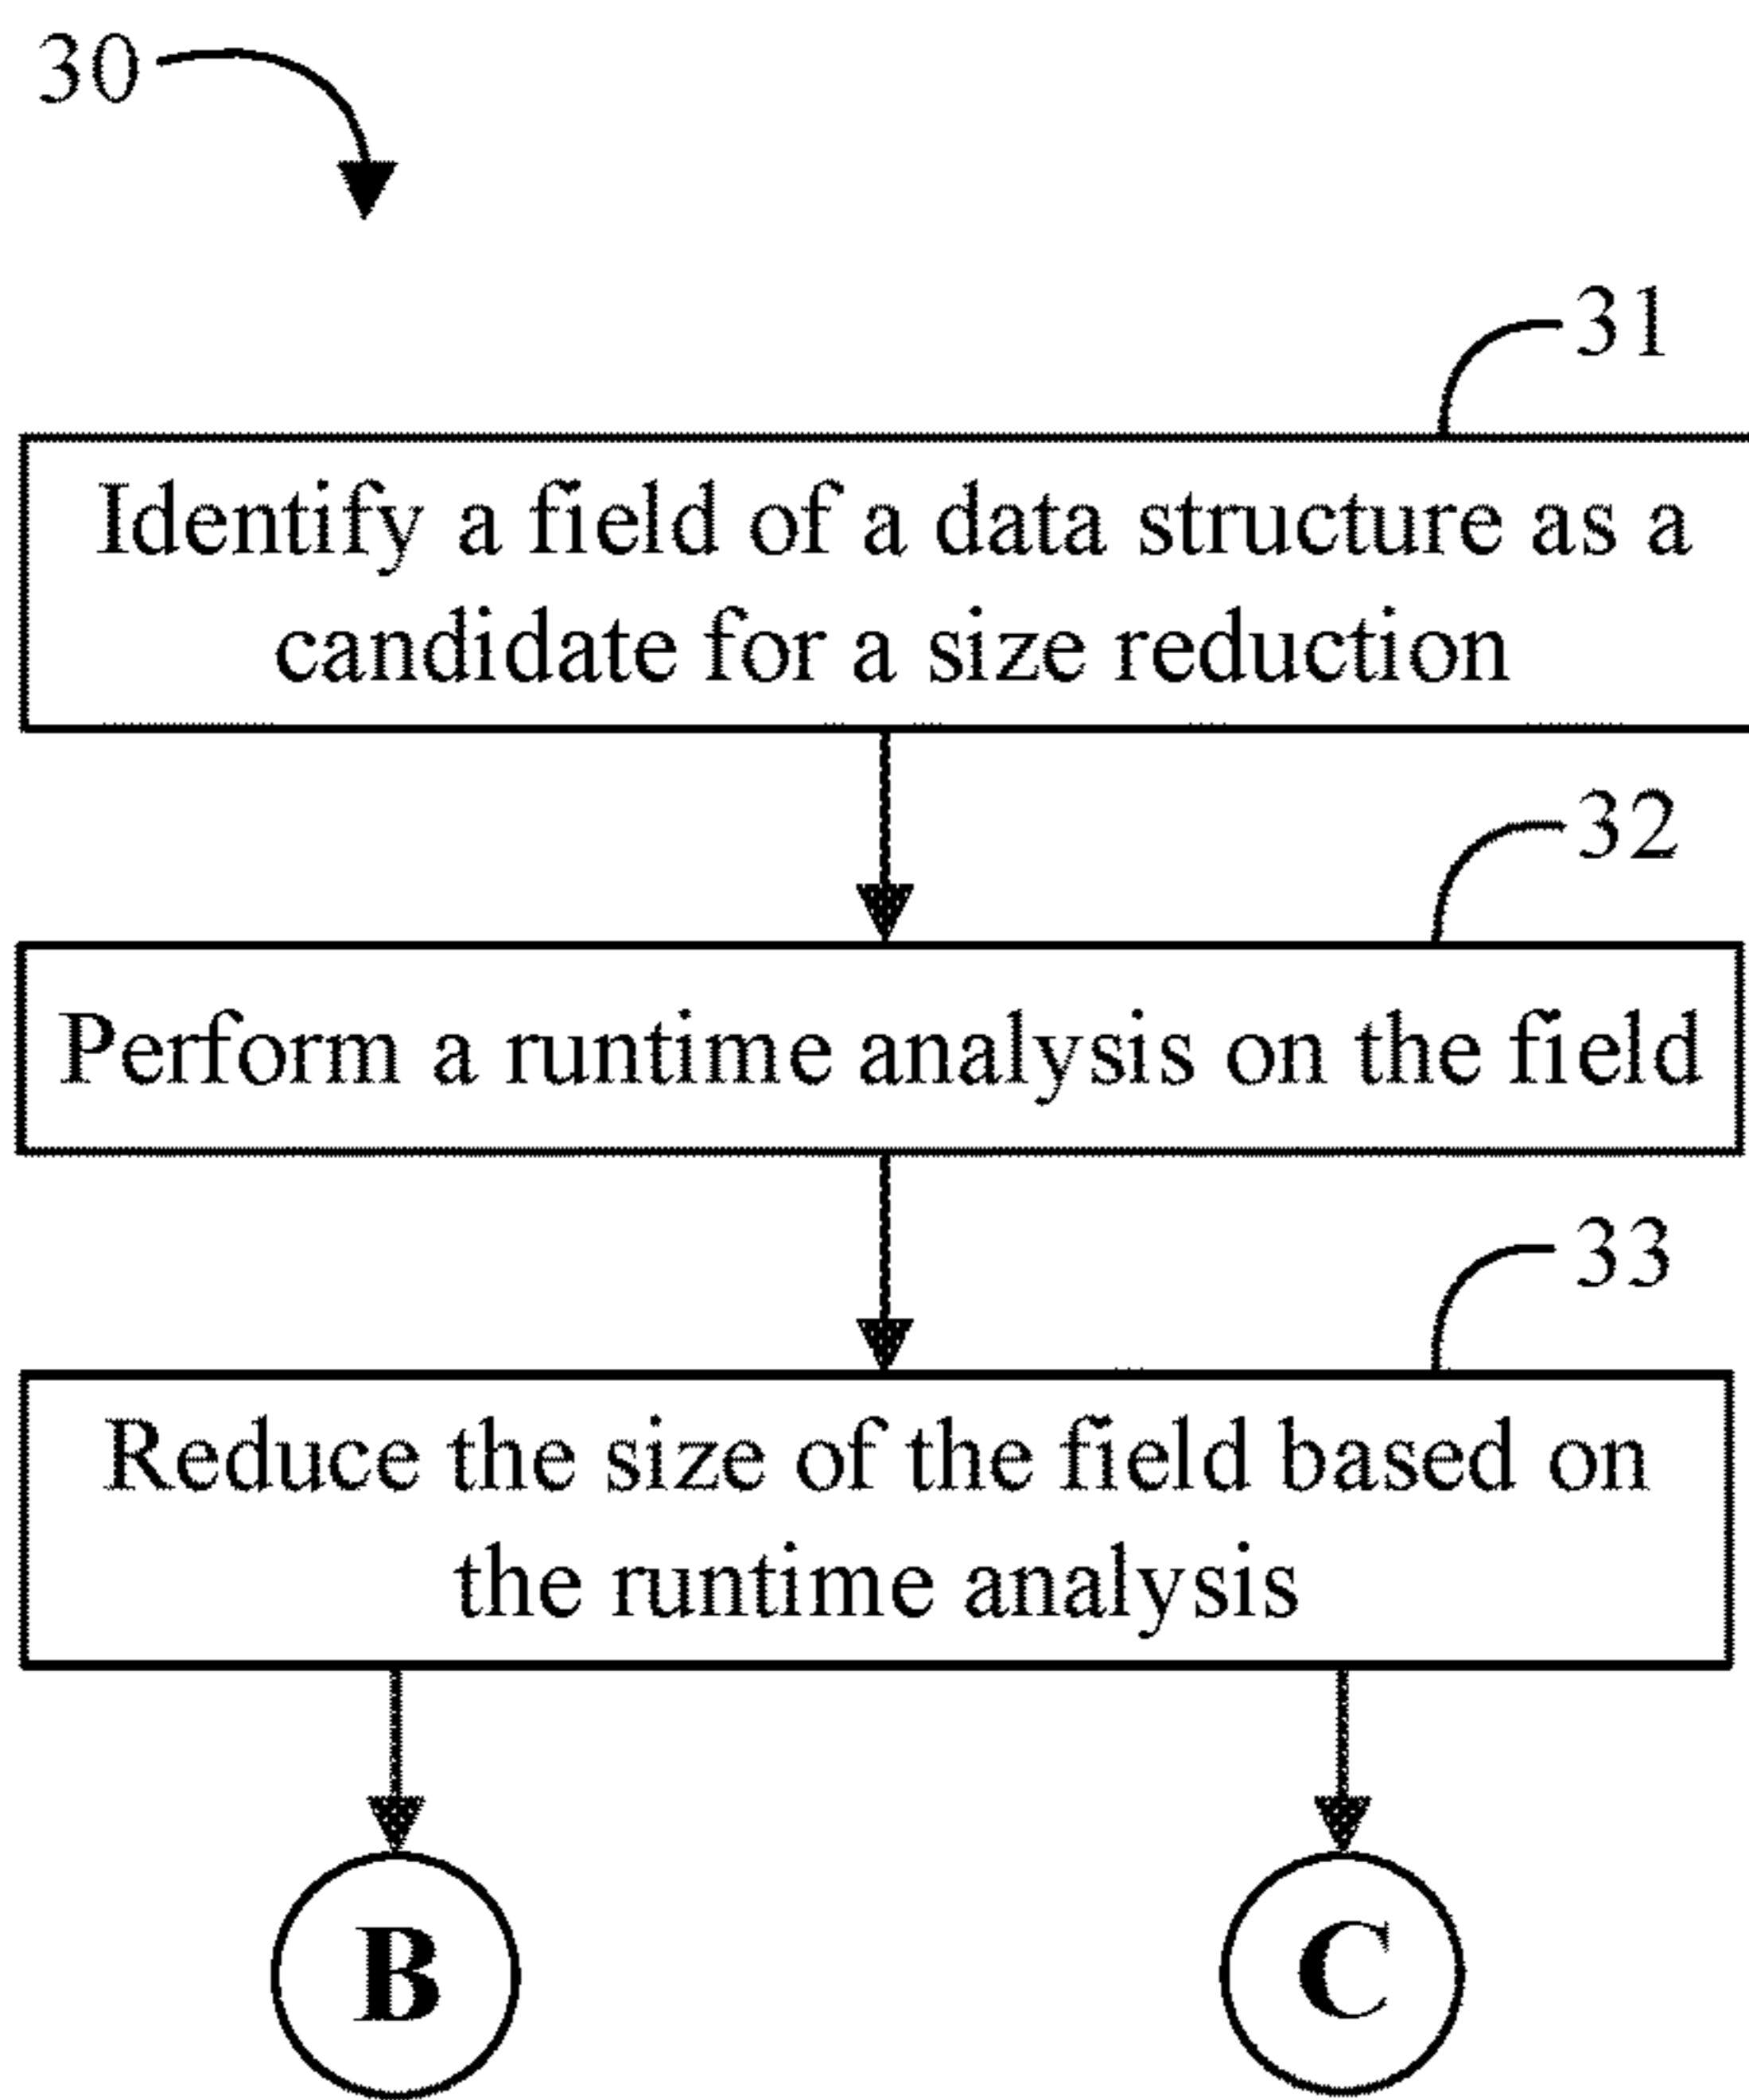 30
31
Identify a field of a data structure as a
candidate for a size reduction
32
Perform a runtime analysis on the field
33
Reduce the size of the field based on
the runtime analysis
B
C